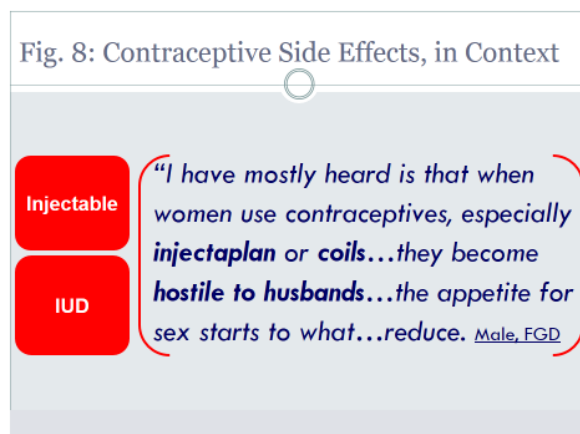 Fig. 8: Contraceptive Side Effects, in Context
Injectable
IUD
“I have mostly heard is that when
women use contraceptives, especially
injectaplan or coils...they become
hostile to husbands...the appetite for
sex starts to what...reduce. Male, FGD